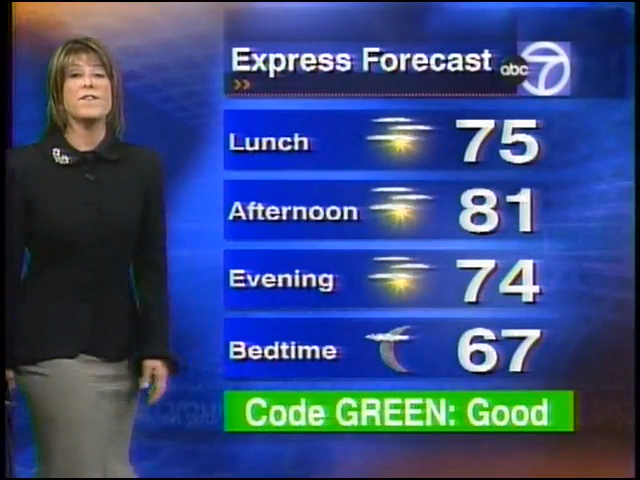 Express Forecast
abc 7
>>
Lunch 75
Afternoon 81
Evening 74
Bedtime 67
Code GREEN: Good